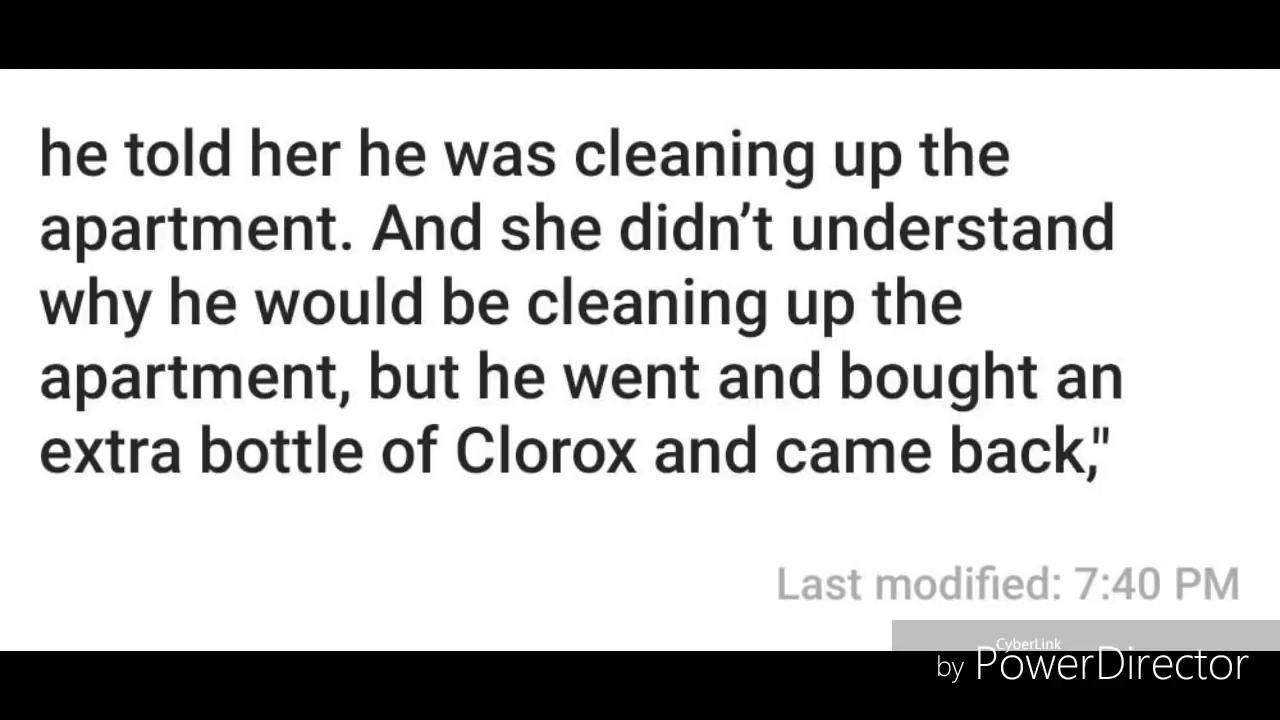 he told her he was cleaning up the
apartment. And she didn’t understand
why he would be cleaning up the
apartment, but he went and bought an
extra bottle of Clorox and came back,"
Last modified: 7:40 PM
CyberLink
by PowerDirector